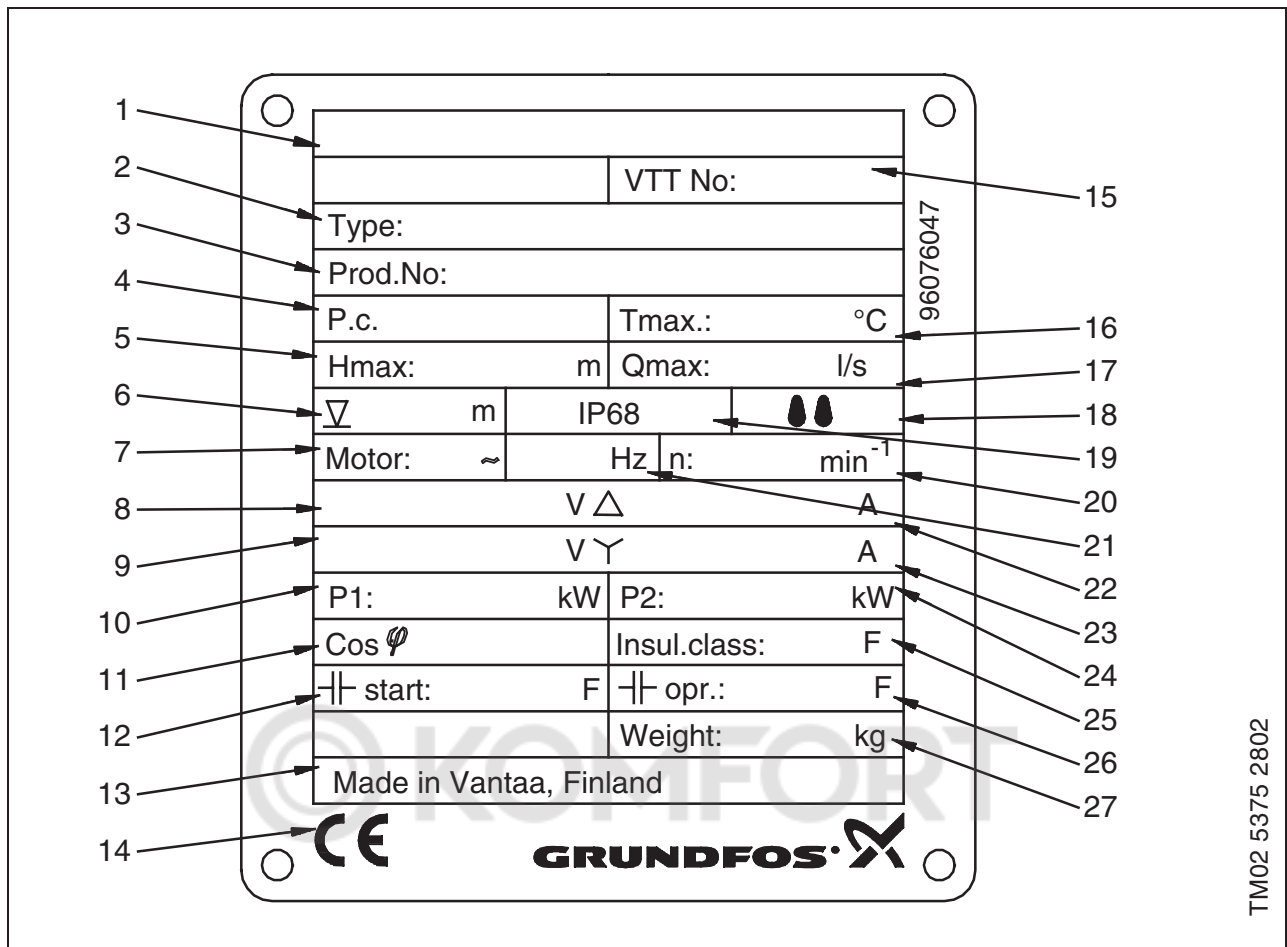 1
2
3
4
5
6
7
8
9
10
11
12
13
14
VTT No:
Type:
Prod.No:
P.c. Tmax.: °C
Hmax: m Qmax: l/s
m IP68
Motor: ~ Hz n: min⁻¹
V △ A
V Y A
P1: kW P2: kW
Cos φ Insul.class: F
start: F opr.: F
Weight: kg
Made in Vantaa, Finland
CE GRUNDFOS
96076047
15
16
17
18
19
20
21
22
23
24
25
26
27
KOMFORT
TM02 5375 2802